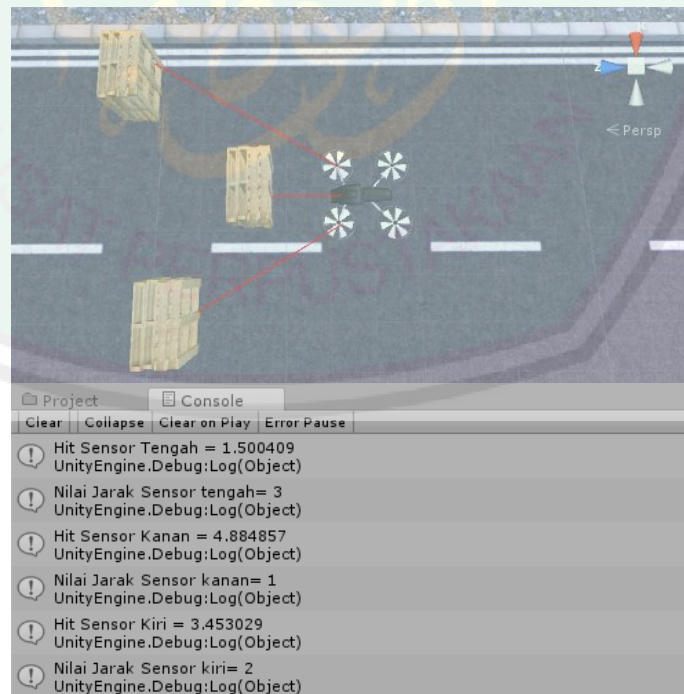 z
Persp
PUSAT PERPUSTAKAAN
Project
Console
Clear Collapse Clear on Play Error Pause
Hit Sensor Tengah = 1.500409
UnityEngine.Debug:Log(Object)
Nilai Jarak Sensor tengah= 3
UnityEngine.Debug:Log(Object)
Hit Sensor Kanan = 4.884857
UnityEngine.Debug:Log(Object)
Nilai Jarak Sensor kanan= 1
UnityEngine.Debug:Log(Object)
Hit Sensor Kiri = 3.453029
UnityEngine.Debug:Log(Object)
Nilai Jarak Sensor kiri= 2
UnityEngine.Debug:Log(Object)